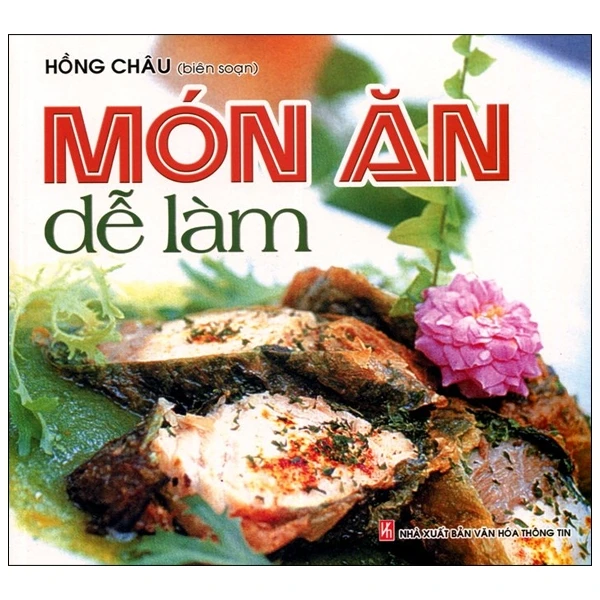 HỒNG CHÂU (biên soạn)
MÓN ĂN
dễ làm
NHÀ XUẤT BẢN VĂN HÓA THÔNG TIN